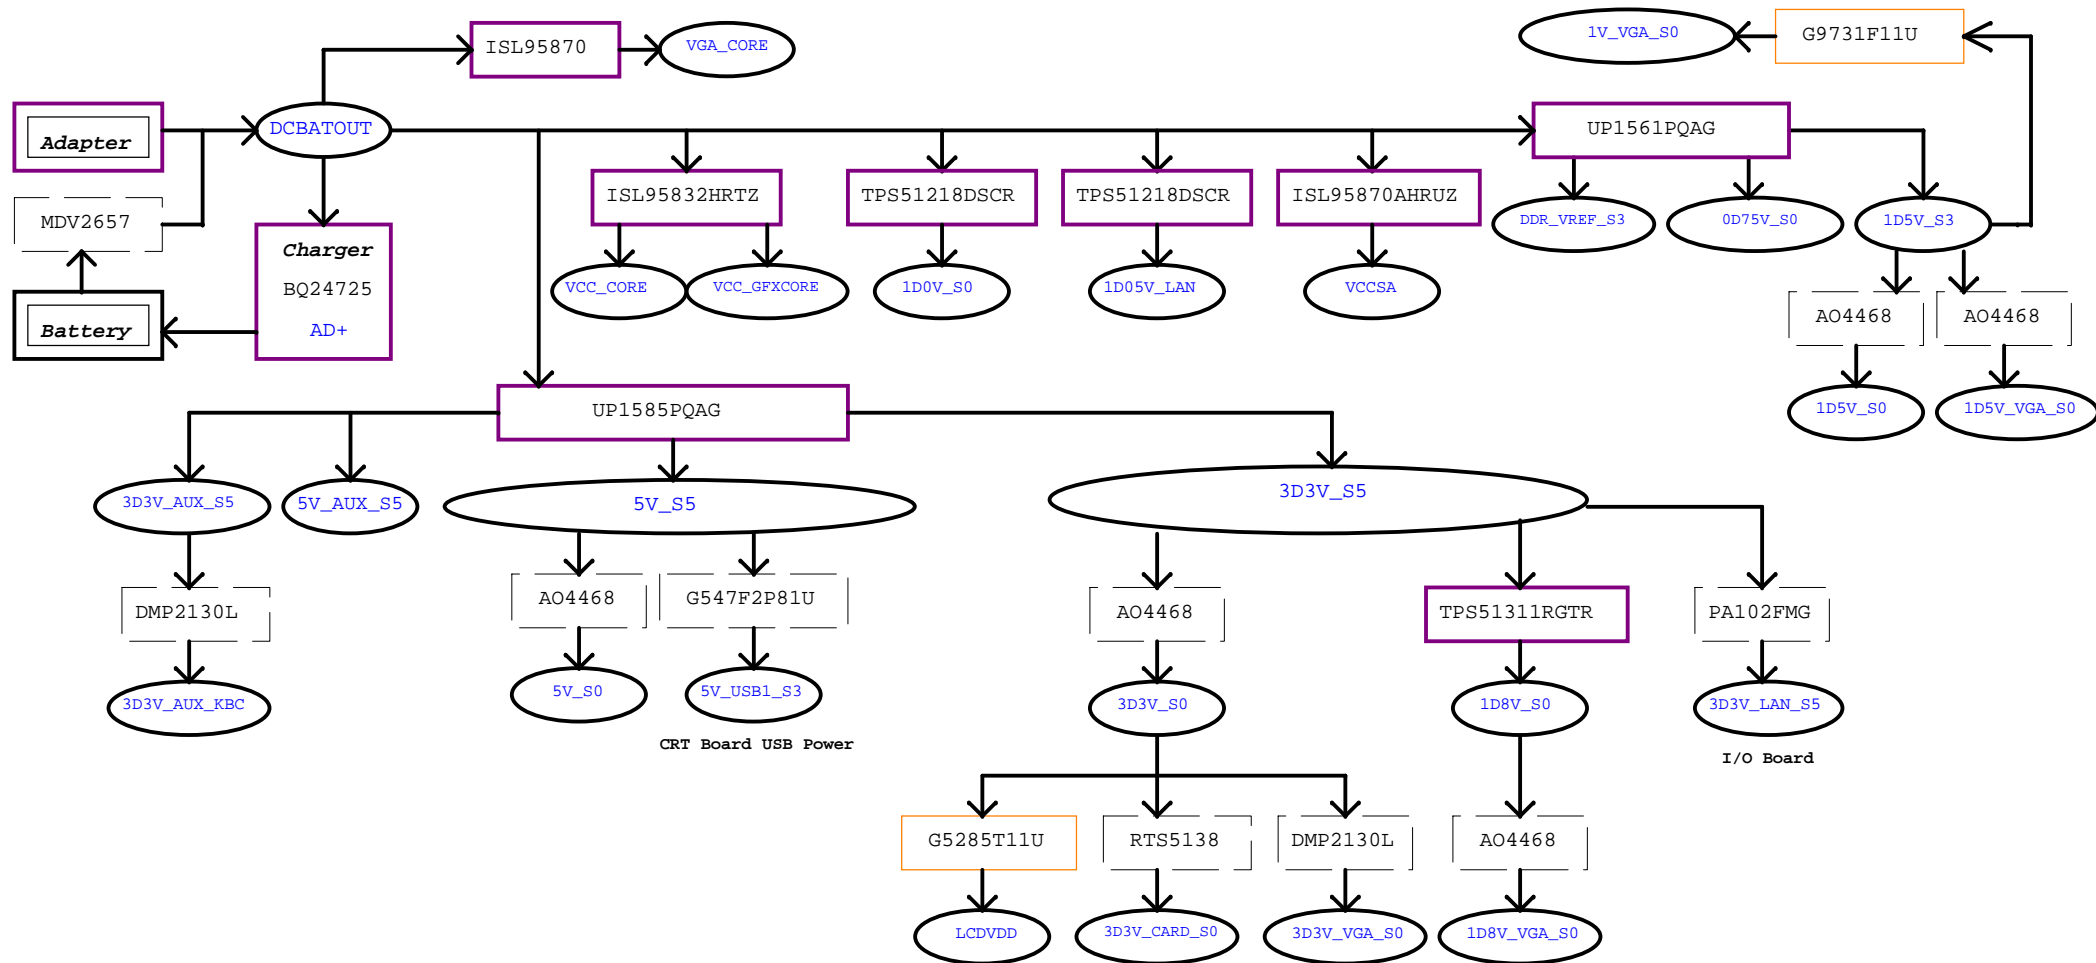 ISL95870
VGA_CORE
1V_VGA_S0
G9731F11U
Adapter
DCBATOUT
UP1561PQAG
MDV2657
ISL95832HRTZ
TPS51218DSCR
TPS51218DSCR
ISL95870AHRUZ
DDR_VREF_S3
0D75V_S0
1D5V_S3
Charger
BQ24725
AD+
Battery
VCC_CORE
VCC_GFXCORE
1D0V_S0
1D05V_LAN
VCCSA
AO4468
AO4468
1D5V_S0
1D5V_VGA_S0
UP1585PQAG
3D3V_AUX_S5
5V_AUX_S5
5V_S5
3D3V_S5
DMP2130L
AO4468
G547F2P81U
AO4468
TPS51311RGTR
PA102FMG
3D3V_AUX_KBC
5V_S0
5V_USB1_S3
3D3V_S0
1D8V_S0
3D3V_LAN_S5
CRT Board USB Power
I/O Board
G5285T11U
RTS5138
DMP2130L
AO4468
LCDVDD
3D3V_CARD_S0
3D3V_VGA_S0
1D8V_VGA_S0